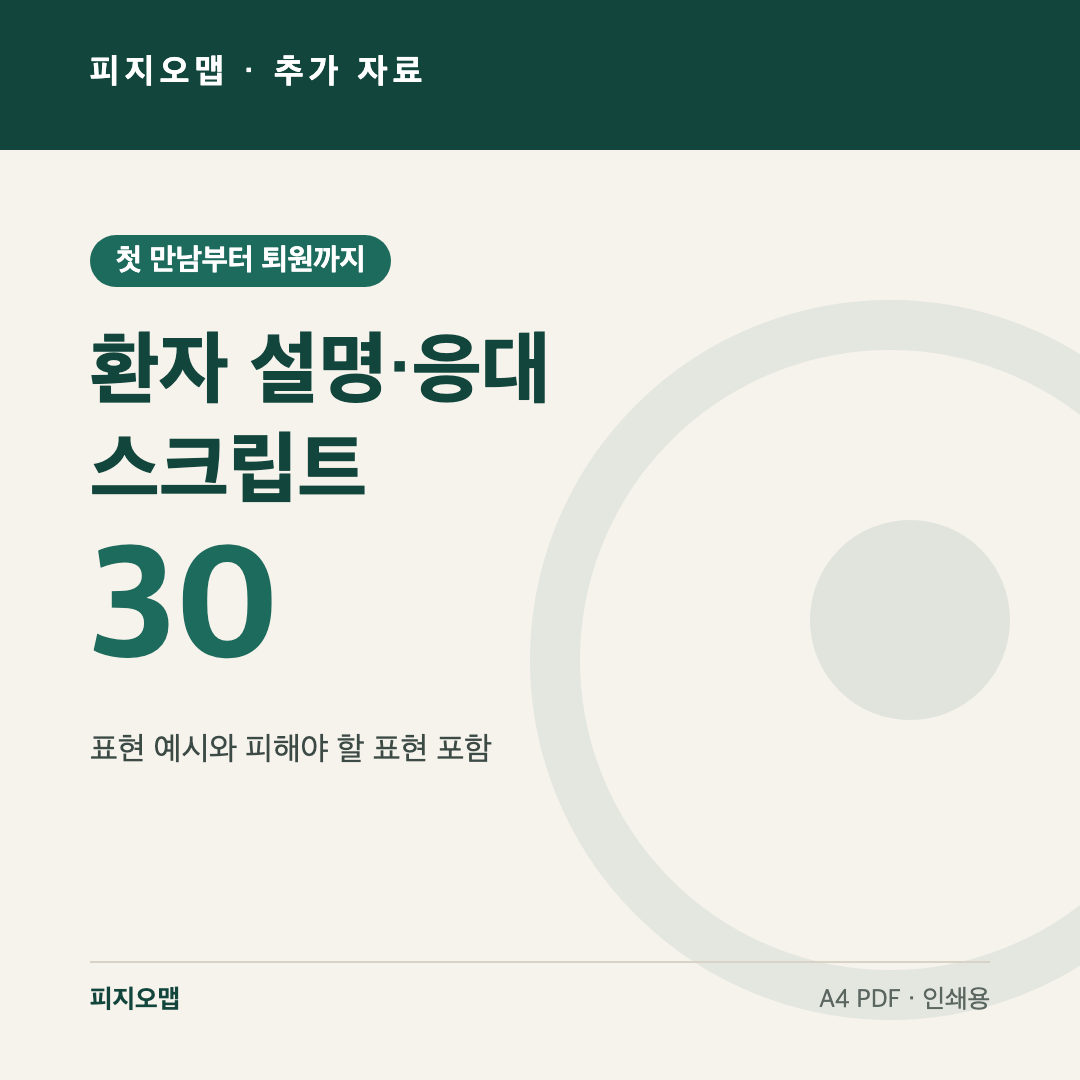 피지오맵 · 추가 자료
첫 만남부터 퇴원까지
환자 설명·응대
스크립트
30
표현 예시와 피해야 할 표현 포함
피지오맵
A4 PDF · 인쇄용